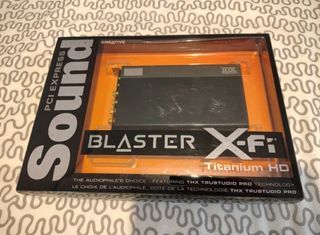 CREATIVE
PCI EXPRESS
Sound
BLASTER X-Fi
Titanium HD
THE AUDIOPHILE'S CHOICE - FEATURING THX TRUSTUDIO PRO TECHNOLOGY
LE CHOIX DE L'AUDIOPHILE, DOTÉ DE LA TECHNOLOGIE THX TRUSTUDIO PRO